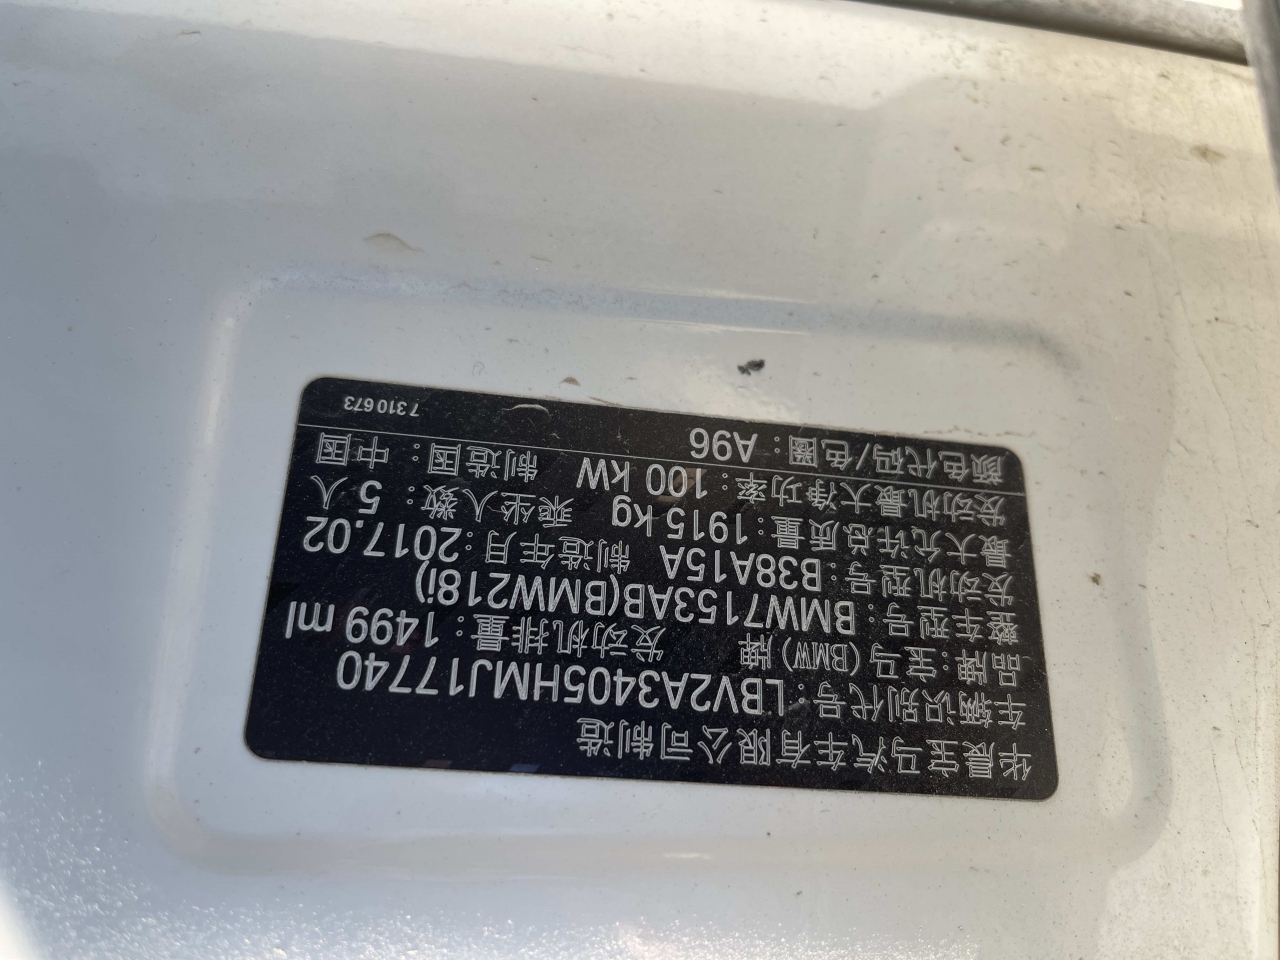 华晨宝马汽车有限公司制造
车辆识别代号：LBV2A3405HMJ17740
品牌：宝马(BMW)牌 发动机排量：1499 ml
整车型号：BMW7153AB(BMW218i)
发动机型号：B38A15A 制造年月：2017.02
最大允许总质量：1915 kg 乘坐人数：5 人
发动机最大净功率：100 kW 制造国：中国
颜色代码/色圈：A96
7310673